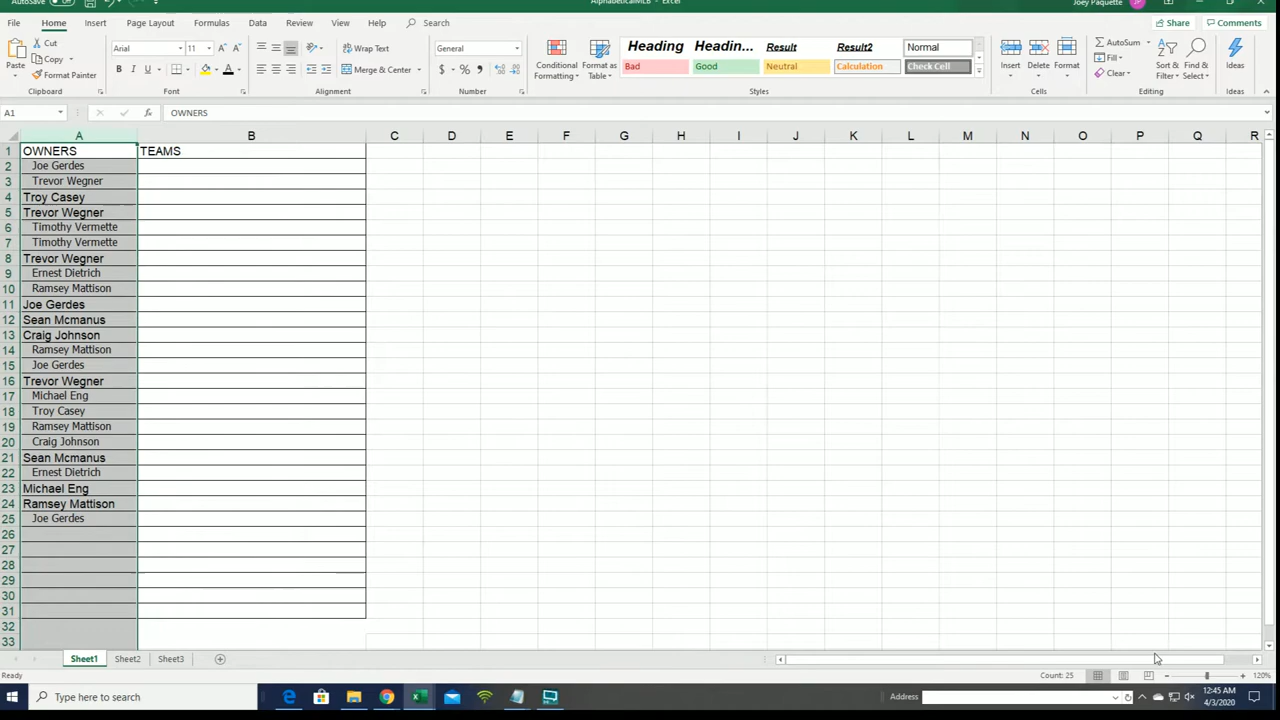 AutoSave Off AlphabeticalMLB - Excel Joey Paquette JP
File Home Insert Page Layout Formulas Data Review View Help Search Share Comments
Cut Arial 11 Wrap Text General Heading Headin... Result Result2 Normal AutoSum
Paste Copy Conditional Formatting Format as Table Insert Delete Format Fill Sort & Filter Find & Select Ideas
Format Painter B I U Merge & Center $ % Bad Good Neutral Calculation Check Cell Clear
Clipboard Font Alignment Number Styles Cells Editing Ideas
A1 fx OWNERS
A B C D E F G H I J K L M N O P Q R
1 OWNERS TEAMS
2 Joe Gerdes
3 Trevor Wegner
4 Troy Casey
5 Trevor Wegner
6 Timothy Vermette
7 Timothy Vermette
8 Trevor Wegner
9 Ernest Dietrich
10 Ramsey Mattison
11 Joe Gerdes
12 Sean Mcmanus
13 Craig Johnson
14 Ramsey Mattison
15 Joe Gerdes
16 Trevor Wegner
17 Michael Eng
18 Troy Casey
19 Ramsey Mattison
20 Craig Johnson
21 Sean Mcmanus
22 Ernest Dietrich
23 Michael Eng
24 Ramsey Mattison
25 Joe Gerdes
26
27
28
29
30
31
32
33
Sheet1 Sheet2 Sheet3
Ready Count: 25 120%
Type here to search Address 12:45 AM
4/3/2020